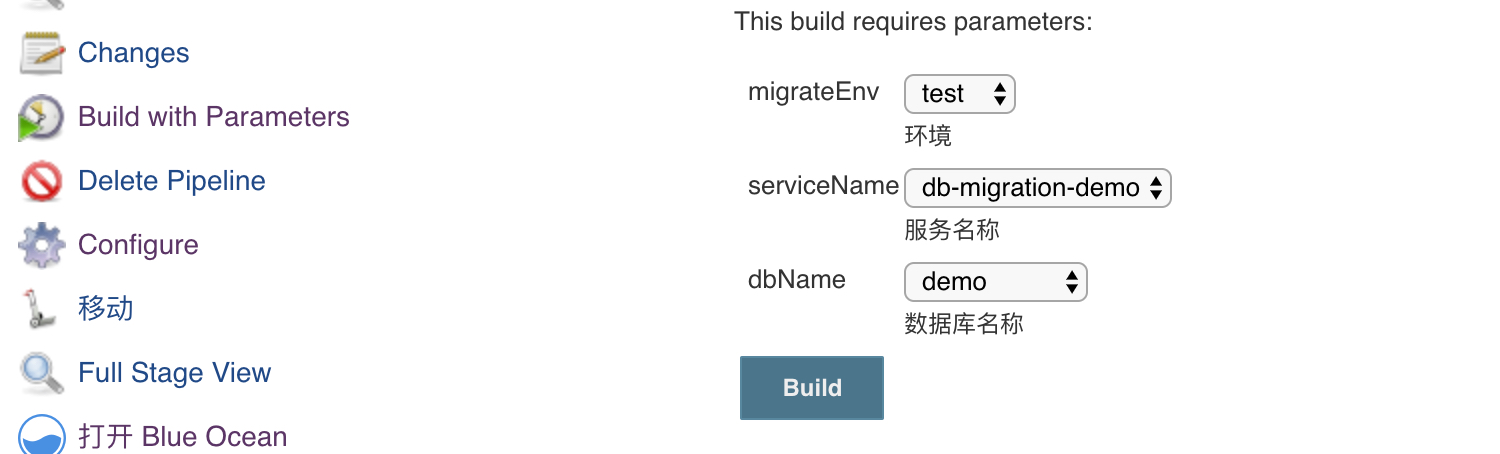 Changes
Build with Parameters
Delete Pipeline
Configure
移动
Full Stage View
打开 Blue Ocean
This build requires parameters:
migrateEnv test
环境
serviceName db-migration-demo
服务名称
dbName demo
数据库名称
Build